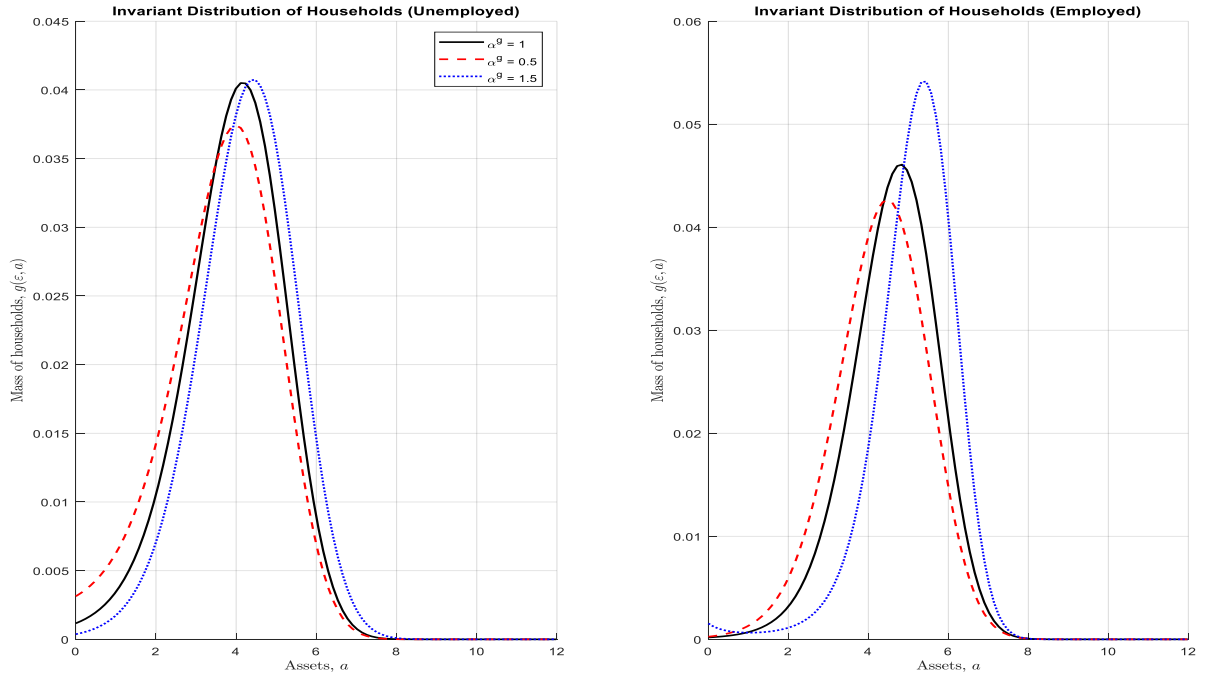 Invariant Distribution of Households (Unemployed)
0.045
0.04
0.035
0.03
0.025
0.02
0.015
0.01
0.005
0
0 2 4 6 8 10 12
Mass of households, g(ε, a)
Assets, a
α^g = 1
α^g = 0.5
α^g = 1.5
Invariant Distribution of Households (Employed)
0.06
0.05
0.04
0.03
0.02
0.01
0
0 2 4 6 8 10 12
Mass of households, g(ε, a)
Assets, a